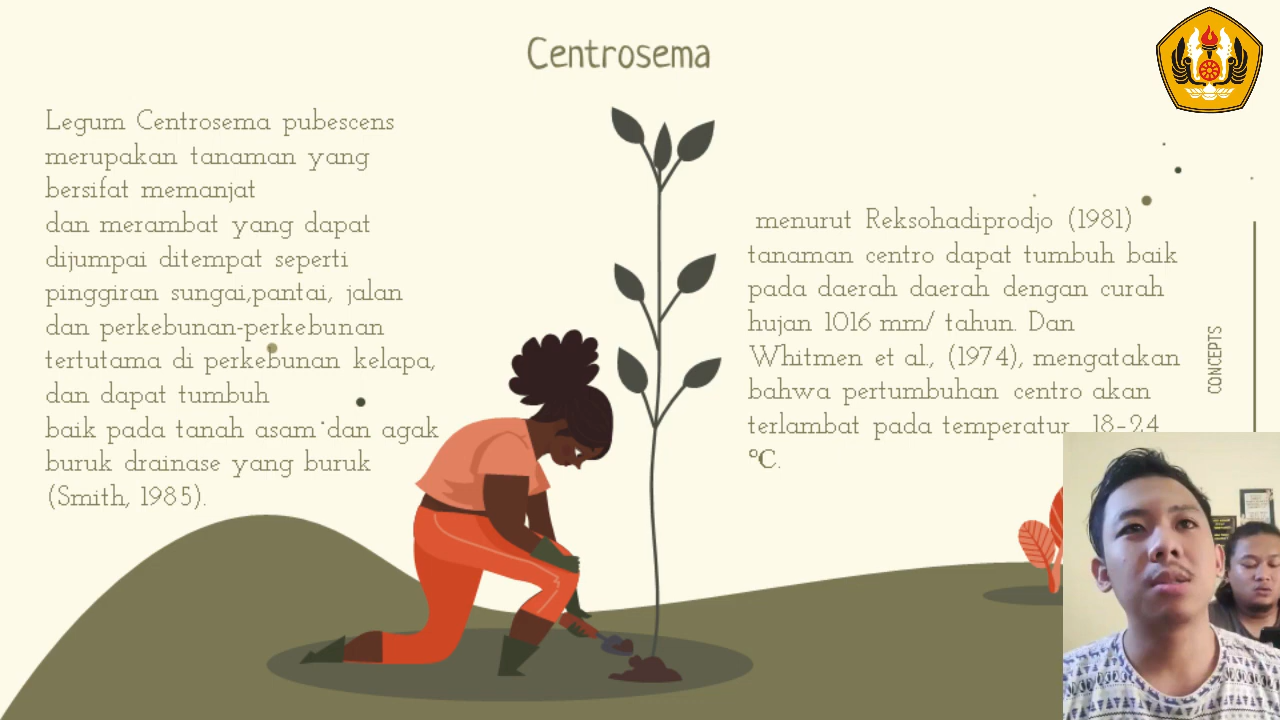 Centrosema
Legum Centrosema pubescens
merupakan tanaman yang
bersifat memanjat
dan merambat yang dapat
dijumpai ditempat seperti
pinggiran sungai,pantai, jalan
dan perkebunan-perkebunan
tertutama di perkebunan kelapa,
dan dapat tumbuh
baik pada tanah asam dan agak
buruk drainase yang buruk
(Smith, 1985).
menurut Reksohadiprodjo (1981)
tanaman centro dapat tumbuh baik
pada daerah daerah dengan curah
hujan 1016 mm/ tahun. Dan
Whitmen et al., (1974), mengatakan
bahwa pertumbuhan centro akan
terlambat pada temperatur 18-24
°C.
CONCEPTS